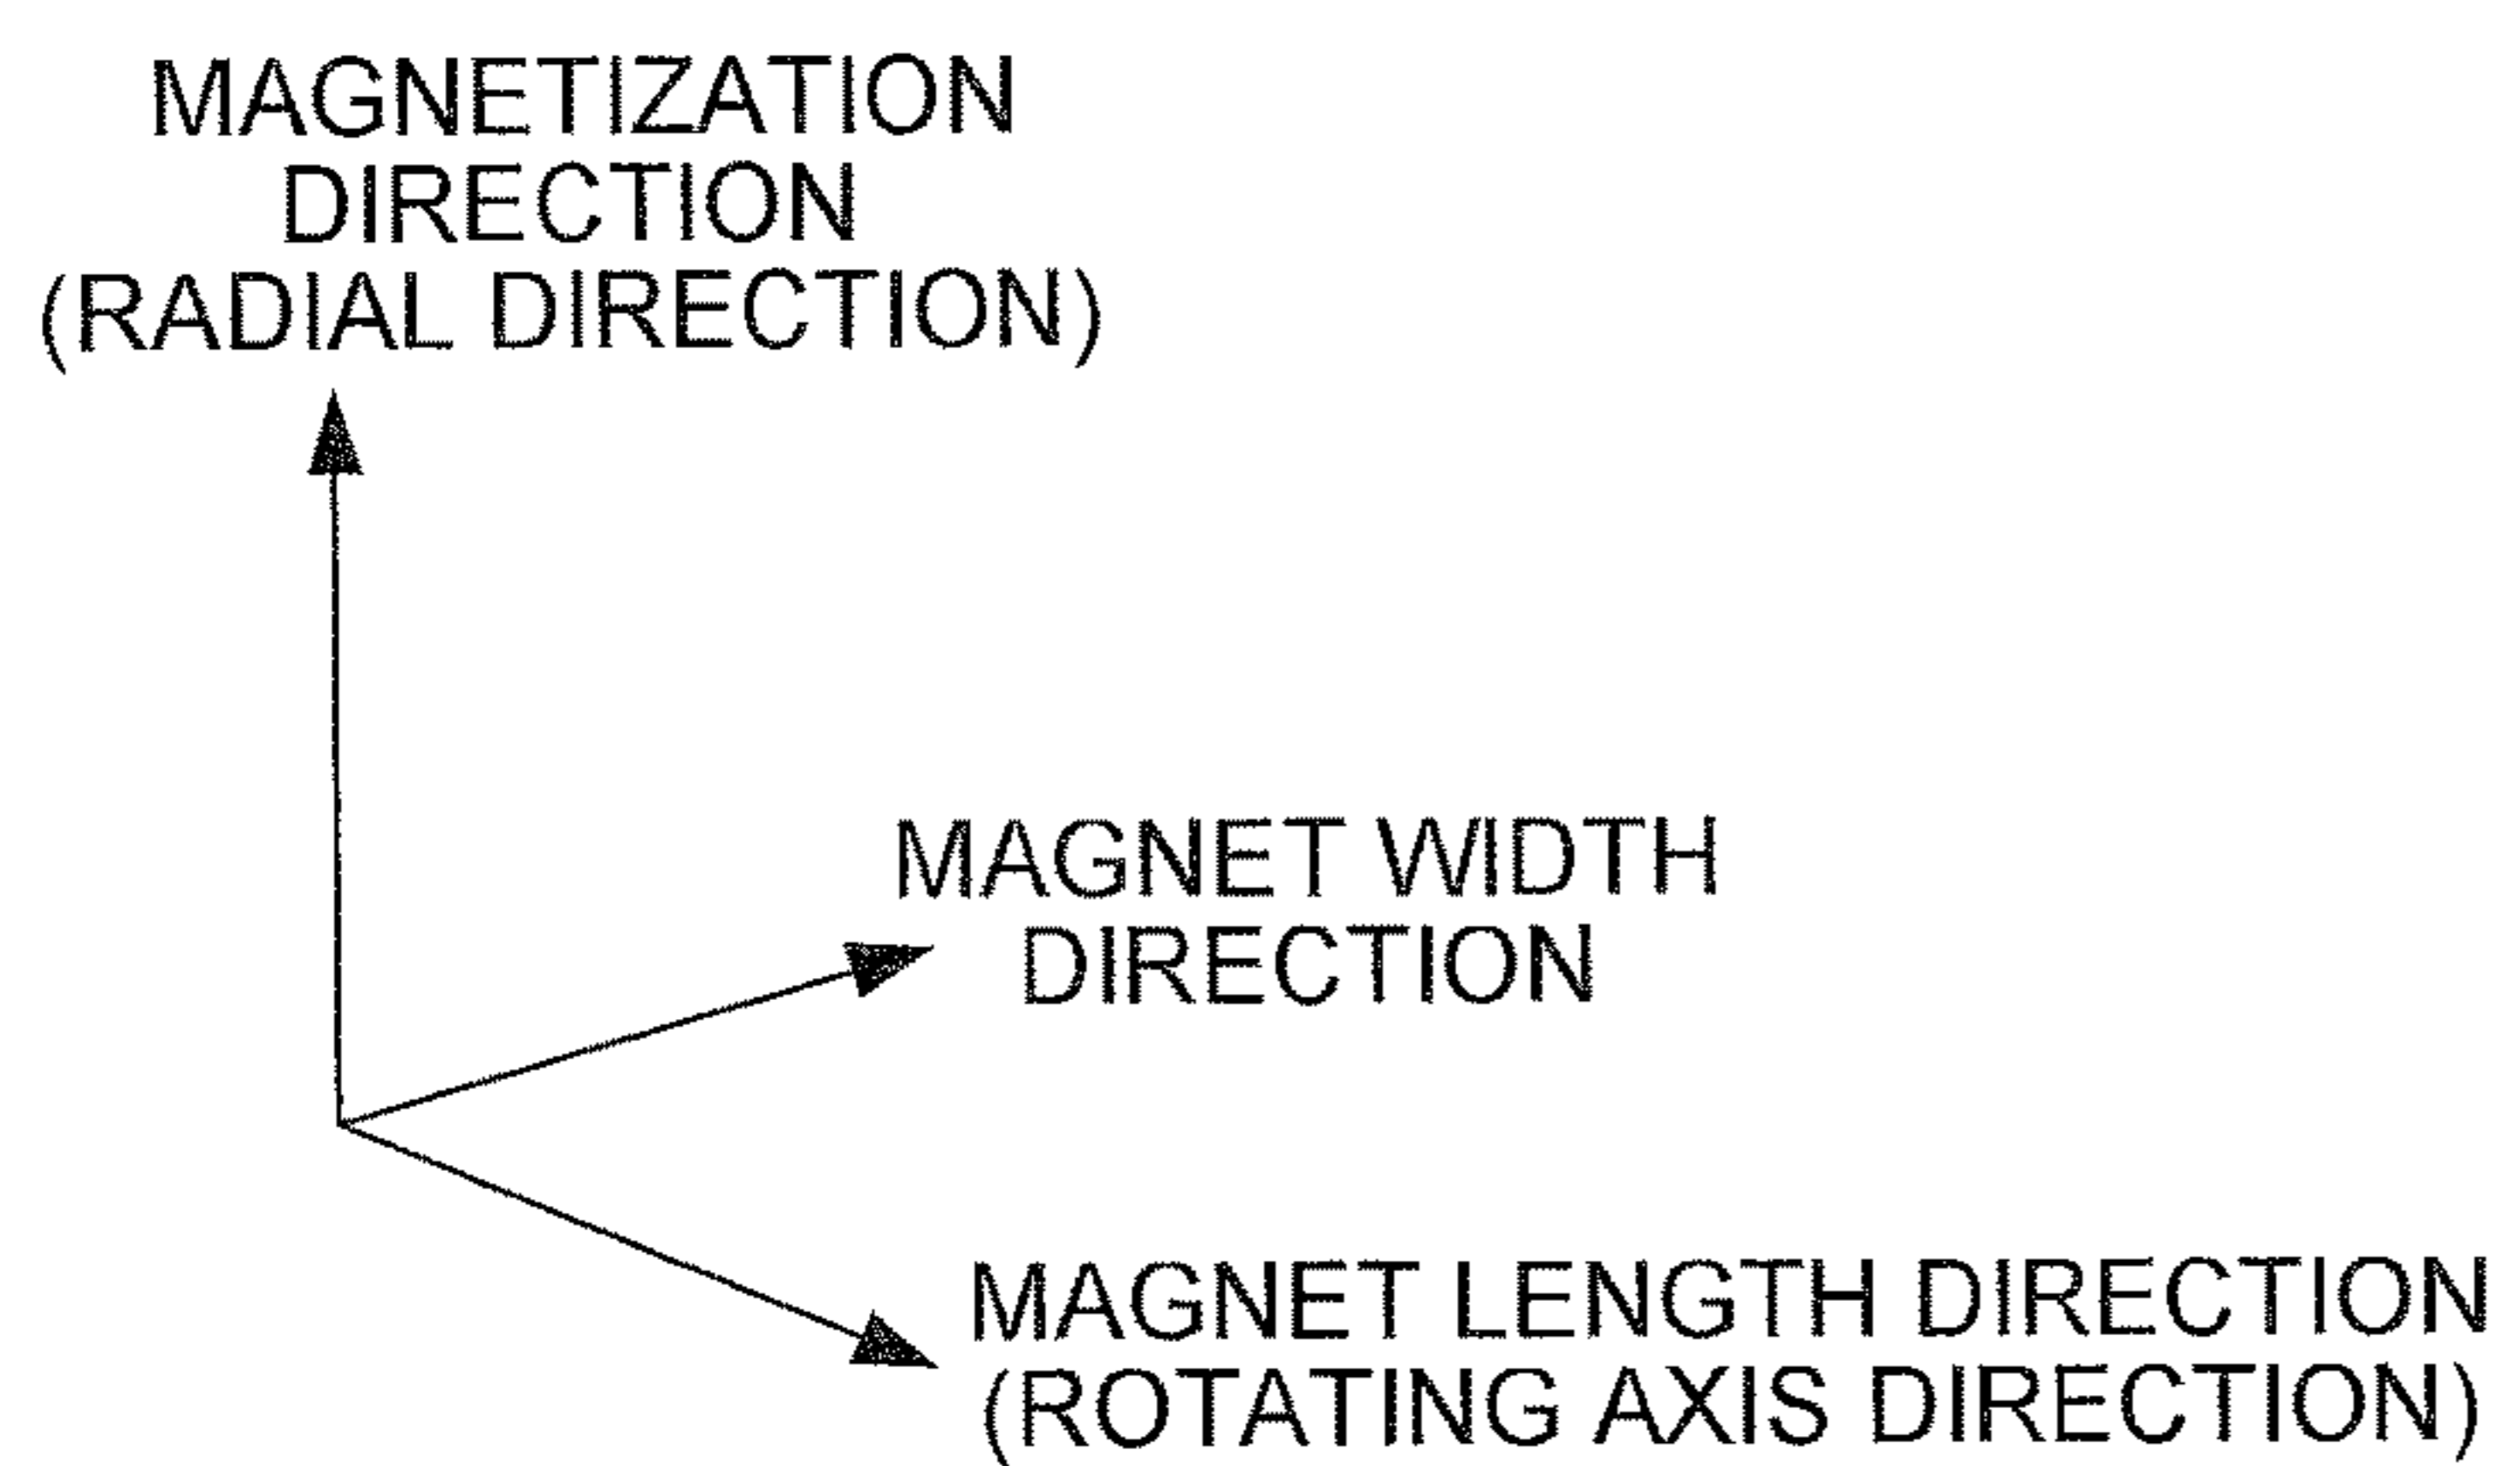 MAGNETIZATION
DIRECTION
(RADIAL DIRECTION)
MAGNET WIDTH
DIRECTION
MAGNET LENGTH DIRECTION
(ROTATING AXIS DIRECTION)